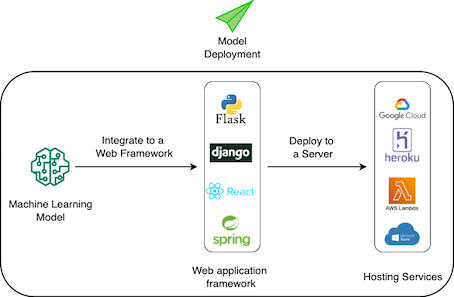 Model
Deployment
Integrate to a
Web Framework
Machine Learning
Model
Flask
django
React
spring
Web application
framework
Deploy to
a Server
Google Cloud
heroku
AWS Lambda
Hosting Services